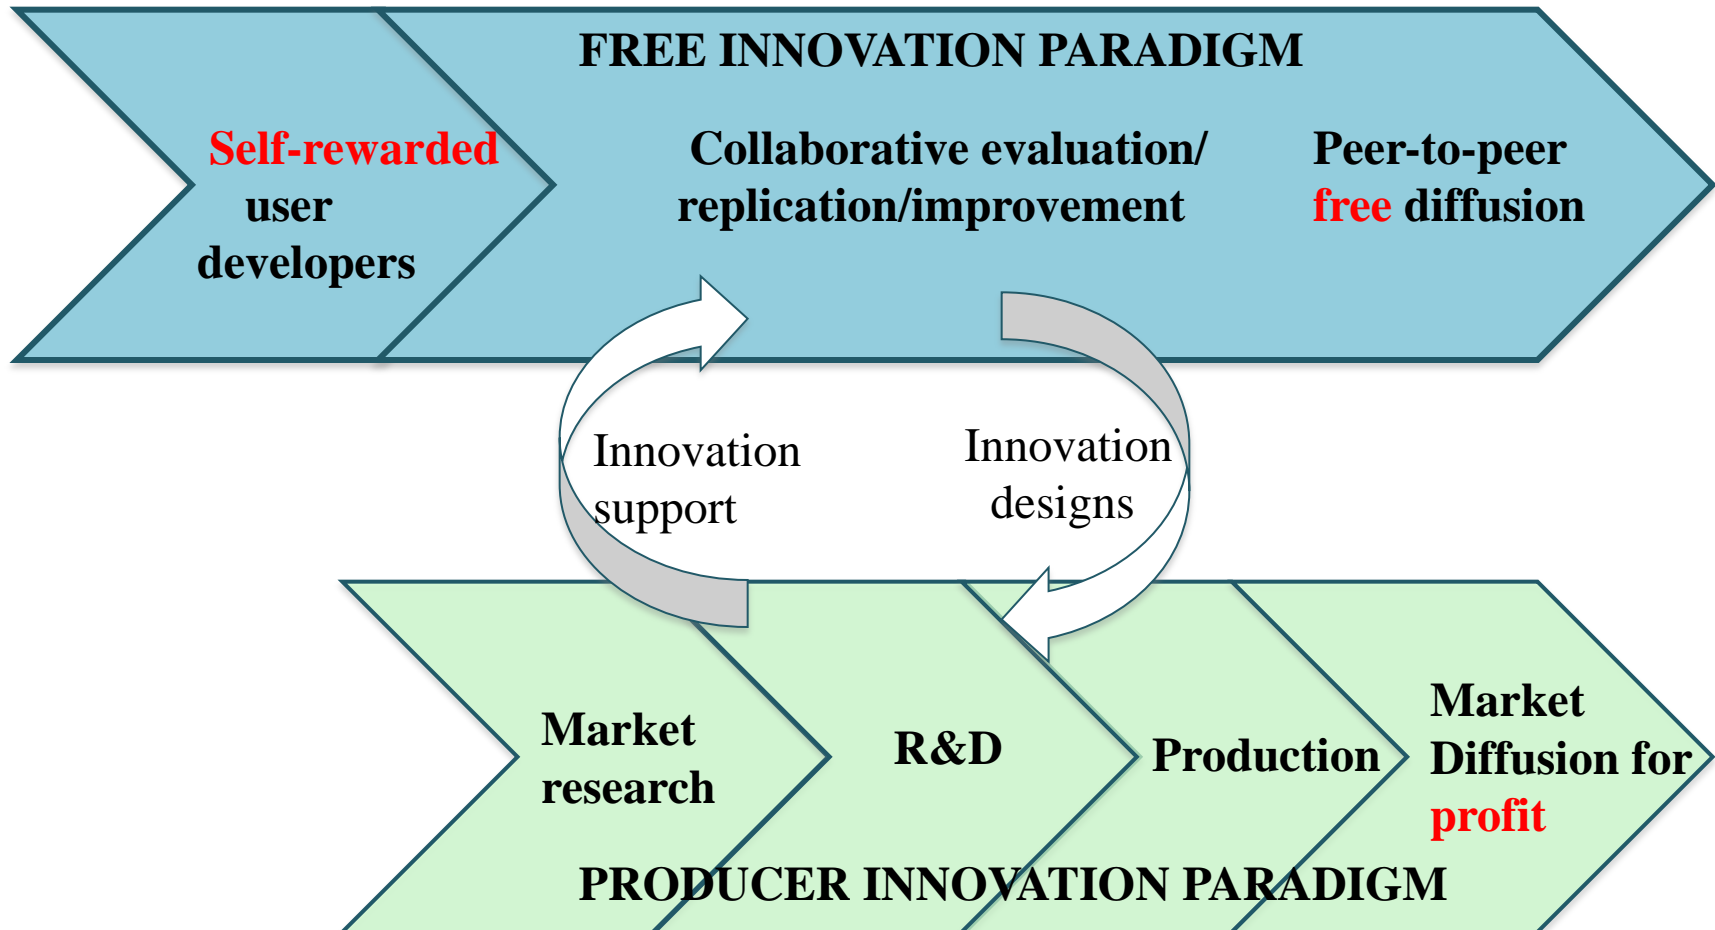 FREE INNOVATION PARADIGM
Self-rewarded
user
developers
Collaborative evaluation/
replication/improvement
Peer-to-peer
free diffusion
Innovation
support
Innovation
designs
Market
research
R&D
Production
Market
Diffusion for
profit
PRODUCER INNOVATION PARADIGM